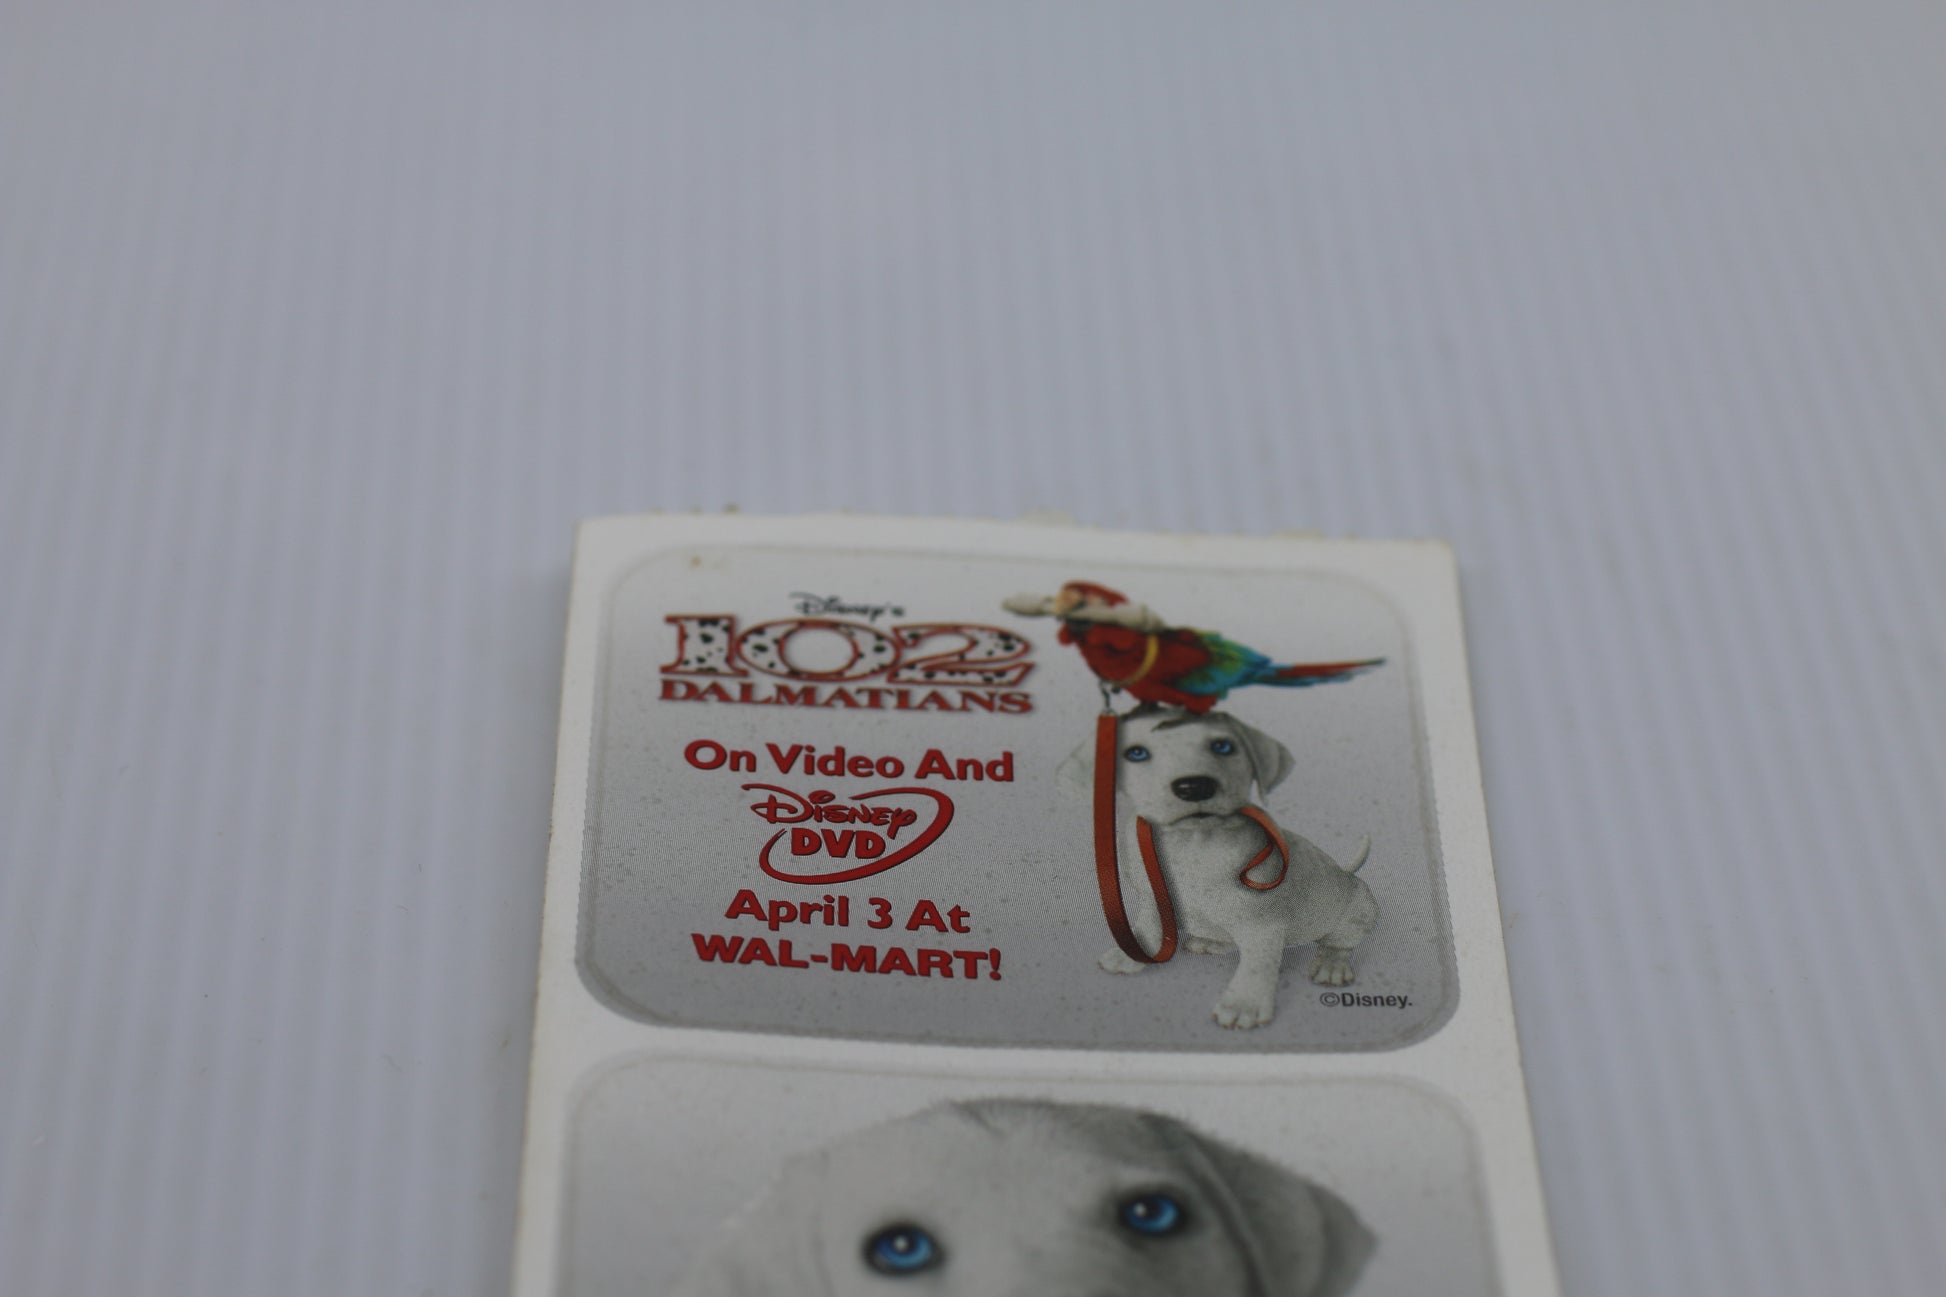 Disney's
102
DALMATIANS
On Video And
Disney
DVD
April 3 At
WAL-MART!
©Disney.